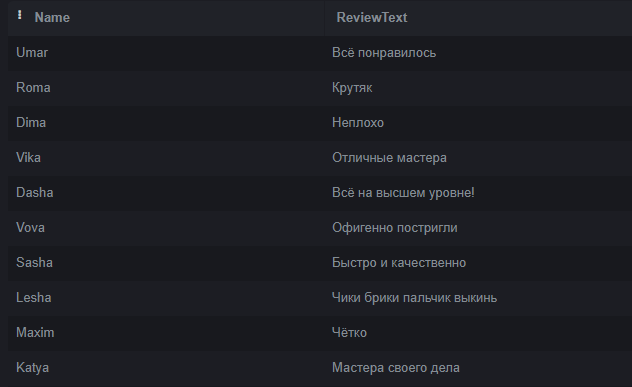 Name ReviewText
Umar Всё понравилось
Roma Крутяк
Dima Неплохо
Vika Отличные мастера
Dasha Всё на высшем уровне!
Vova Офигенно постригли
Sasha Быстро и качественно
Lesha Чики брики пальчик выкинь
Maxim Чётко
Katya Мастера своего дела